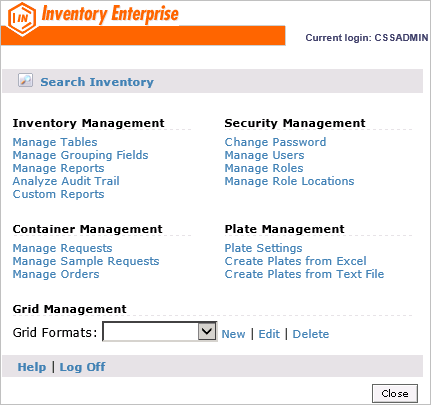 IN Inventory Enterprise
Current login: CSSADMIN
Search Inventory
Inventory Management
Manage Tables
Manage Grouping Fields
Manage Reports
Analyze Audit Trail
Custom Reports
Security Management
Change Password
Manage Users
Manage Roles
Manage Role Locations
Container Management
Manage Requests
Manage Sample Requests
Manage Orders
Plate Management
Plate Settings
Create Plates from Excel
Create Plates from Text File
Grid Management
Grid Formats: New | Edit | Delete
Help | Log Off
Close